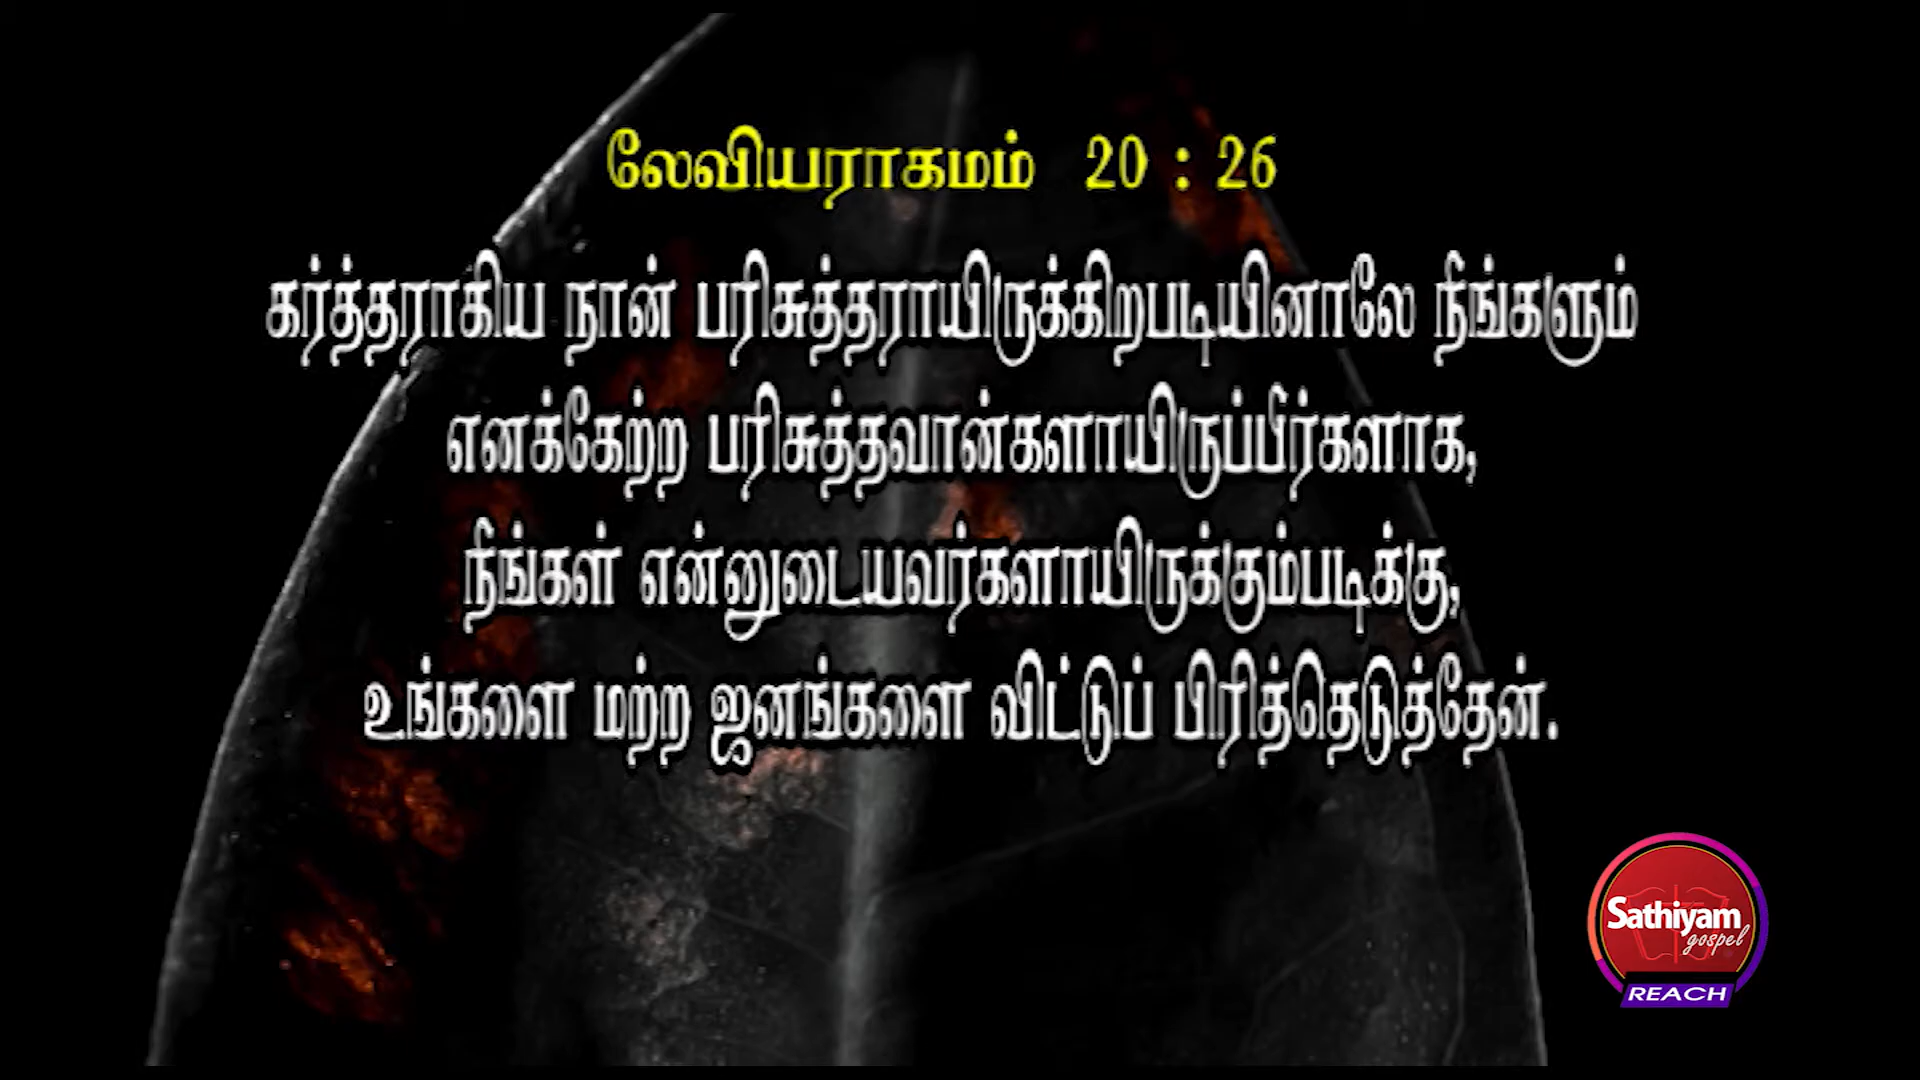 லேவியராகமம் 20 : 26
கர்த்தராகிய நான் பரிசுத்தராயிருக்கிறபடியினாலே நீங்களும்
எனக்கேற்ற பரிசுத்தவான்களாயிருப்பீர்களாக,
நீங்கள் என்னுடையவர்களாயிருக்கும்படிக்கு,
உங்களை மற்ற ஜனங்களை விட்டுப் பிரித்தெடுத்தேன்.
Sathiyam
gospel
REACH